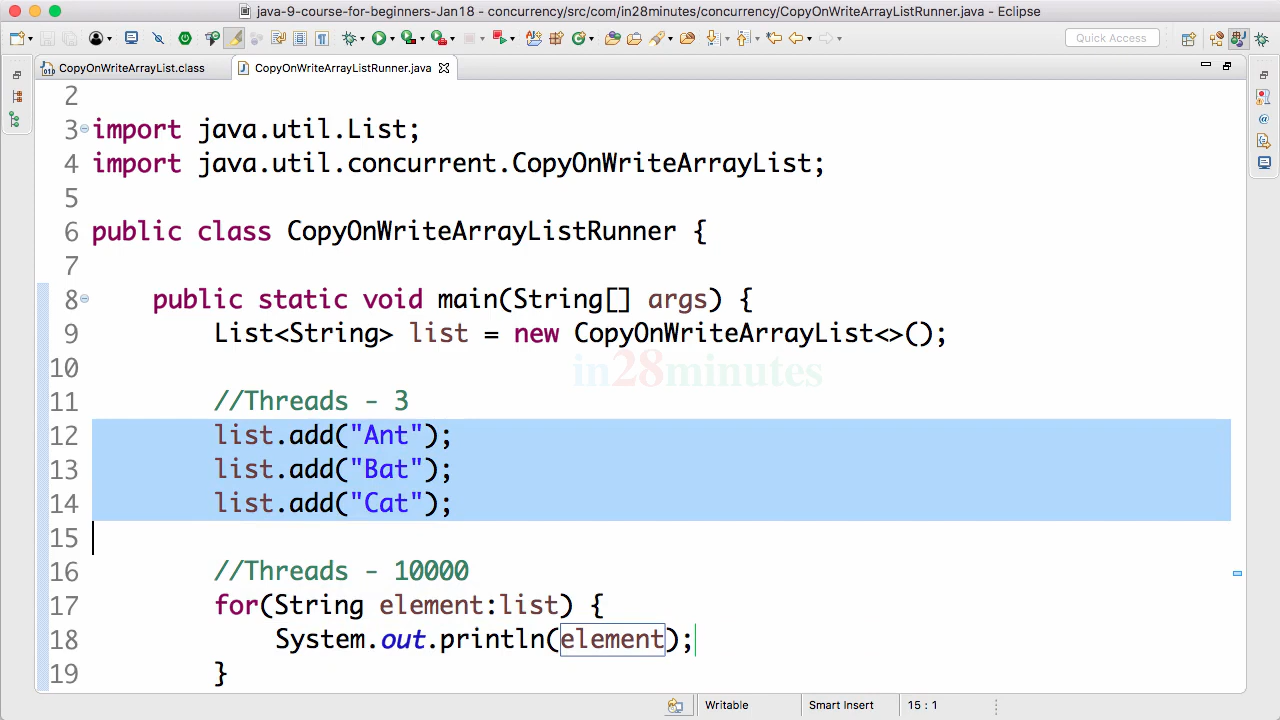 java-9-course-for-beginners-Jan18 - concurrency/src/com/in28minutes/concurrency/CopyOnWriteArrayListRunner.java - Eclipse
Quick Access
CopyOnWriteArrayList.class
CopyOnWriteArrayListRunner.java
2
3 import java.util.List;
4 import java.util.concurrent.CopyOnWriteArrayList;
5
6 public class CopyOnWriteArrayListRunner {
7
8 public static void main(String[] args) {
9 List<String> list = new CopyOnWriteArrayList<>();
in28minutes
10
11 //Threads - 3
12 list.add("Ant");
13 list.add("Bat");
14 list.add("Cat");
15
16 //Threads - 10000
17 for(String element:list) {
18 System.out.println(element);
19 }
Writable
Smart Insert
15 : 1